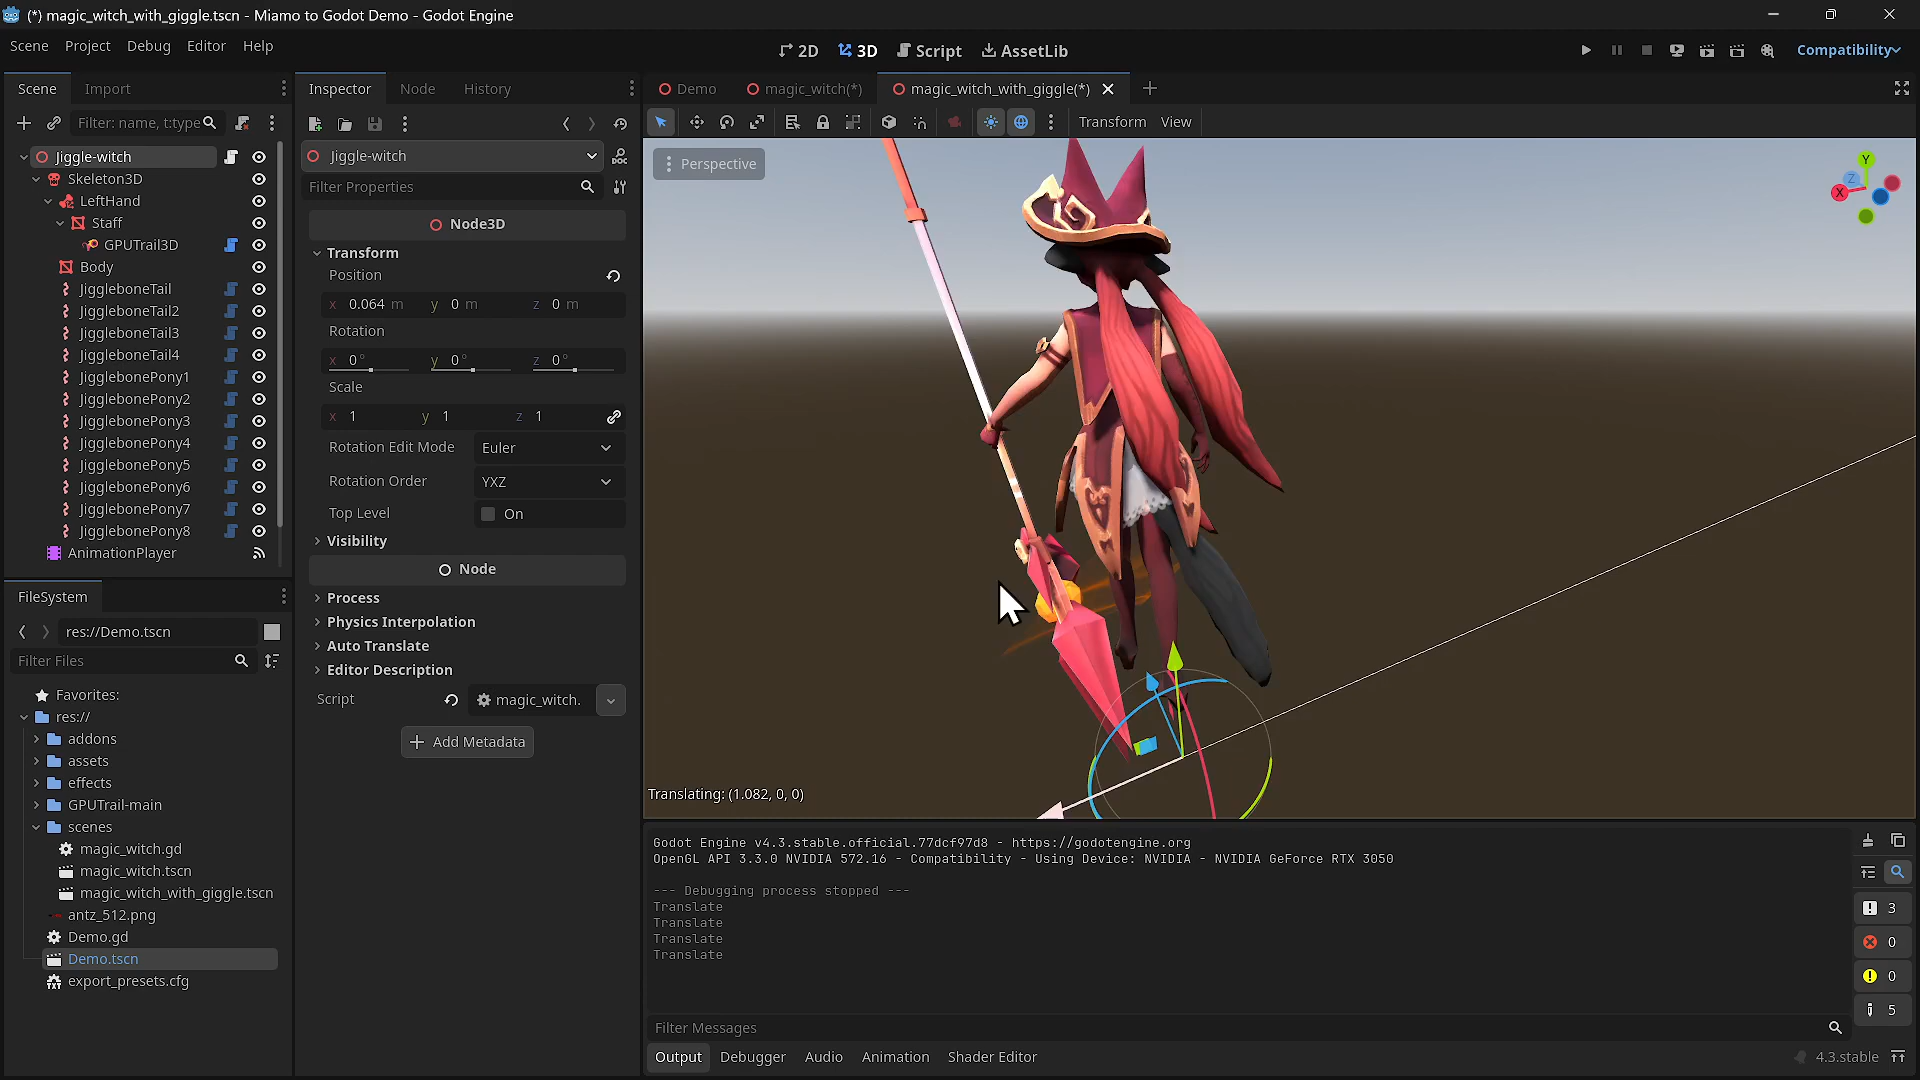 (*) magic_witch_with_giggle.tscn - Miamo to Godot Demo - Godot Engine
Scene Project Debug Editor Help
2D 3D Script AssetLib
Compatibility
Scene Import
Filter: name, t:type
Jiggle-witch
Skeleton3D
LeftHand
Staff
GPUTrail3D
Body
JiggleboneTail
JiggleboneTail2
JiggleboneTail3
JiggleboneTail4
JigglebonePony1
JigglebonePony2
JigglebonePony3
JigglebonePony4
JigglebonePony5
JigglebonePony6
JigglebonePony7
JigglebonePony8
AnimationPlayer
FileSystem
res://Demo.tscn
Filter Files
Favorites:
res://
addons
assets
effects
GPUTrail-main
scenes
magic_witch.gd
magic_witch.tscn
magic_witch_with_giggle.tscn
antz_512.png
Demo.gd
Demo.tscn
export_presets.cfg
Inspector Node History
Jiggle-witch
Filter Properties
Node3D
Transform
Position
x 0.064 m y 0 m z 0 m
Rotation
x 0° y 0° z 0°
Scale
x 1 y 1 z 1
Rotation Edit Mode Euler
Rotation Order YXZ
Top Level On
Visibility
Node
Process
Physics Interpolation
Auto Translate
Editor Description
Script magic_witch.
Add Metadata
Demo magic_witch(*) magic_witch_with_giggle(*)
Transform View
Perspective
Y
Z
X
Translating: (1.082, 0, 0)
Godot Engine v4.3.stable.official.77dcf97d8 - https://godotengine.org
OpenGL API 3.3.0 NVIDIA 572.16 - Compatibility - Using Device: NVIDIA - NVIDIA GeForce RTX 3050
--- Debugging process stopped ---
Translate
Translate
Translate
Translate
3
0
0
5
Filter Messages
Output Debugger Audio Animation Shader Editor
4.3.stable